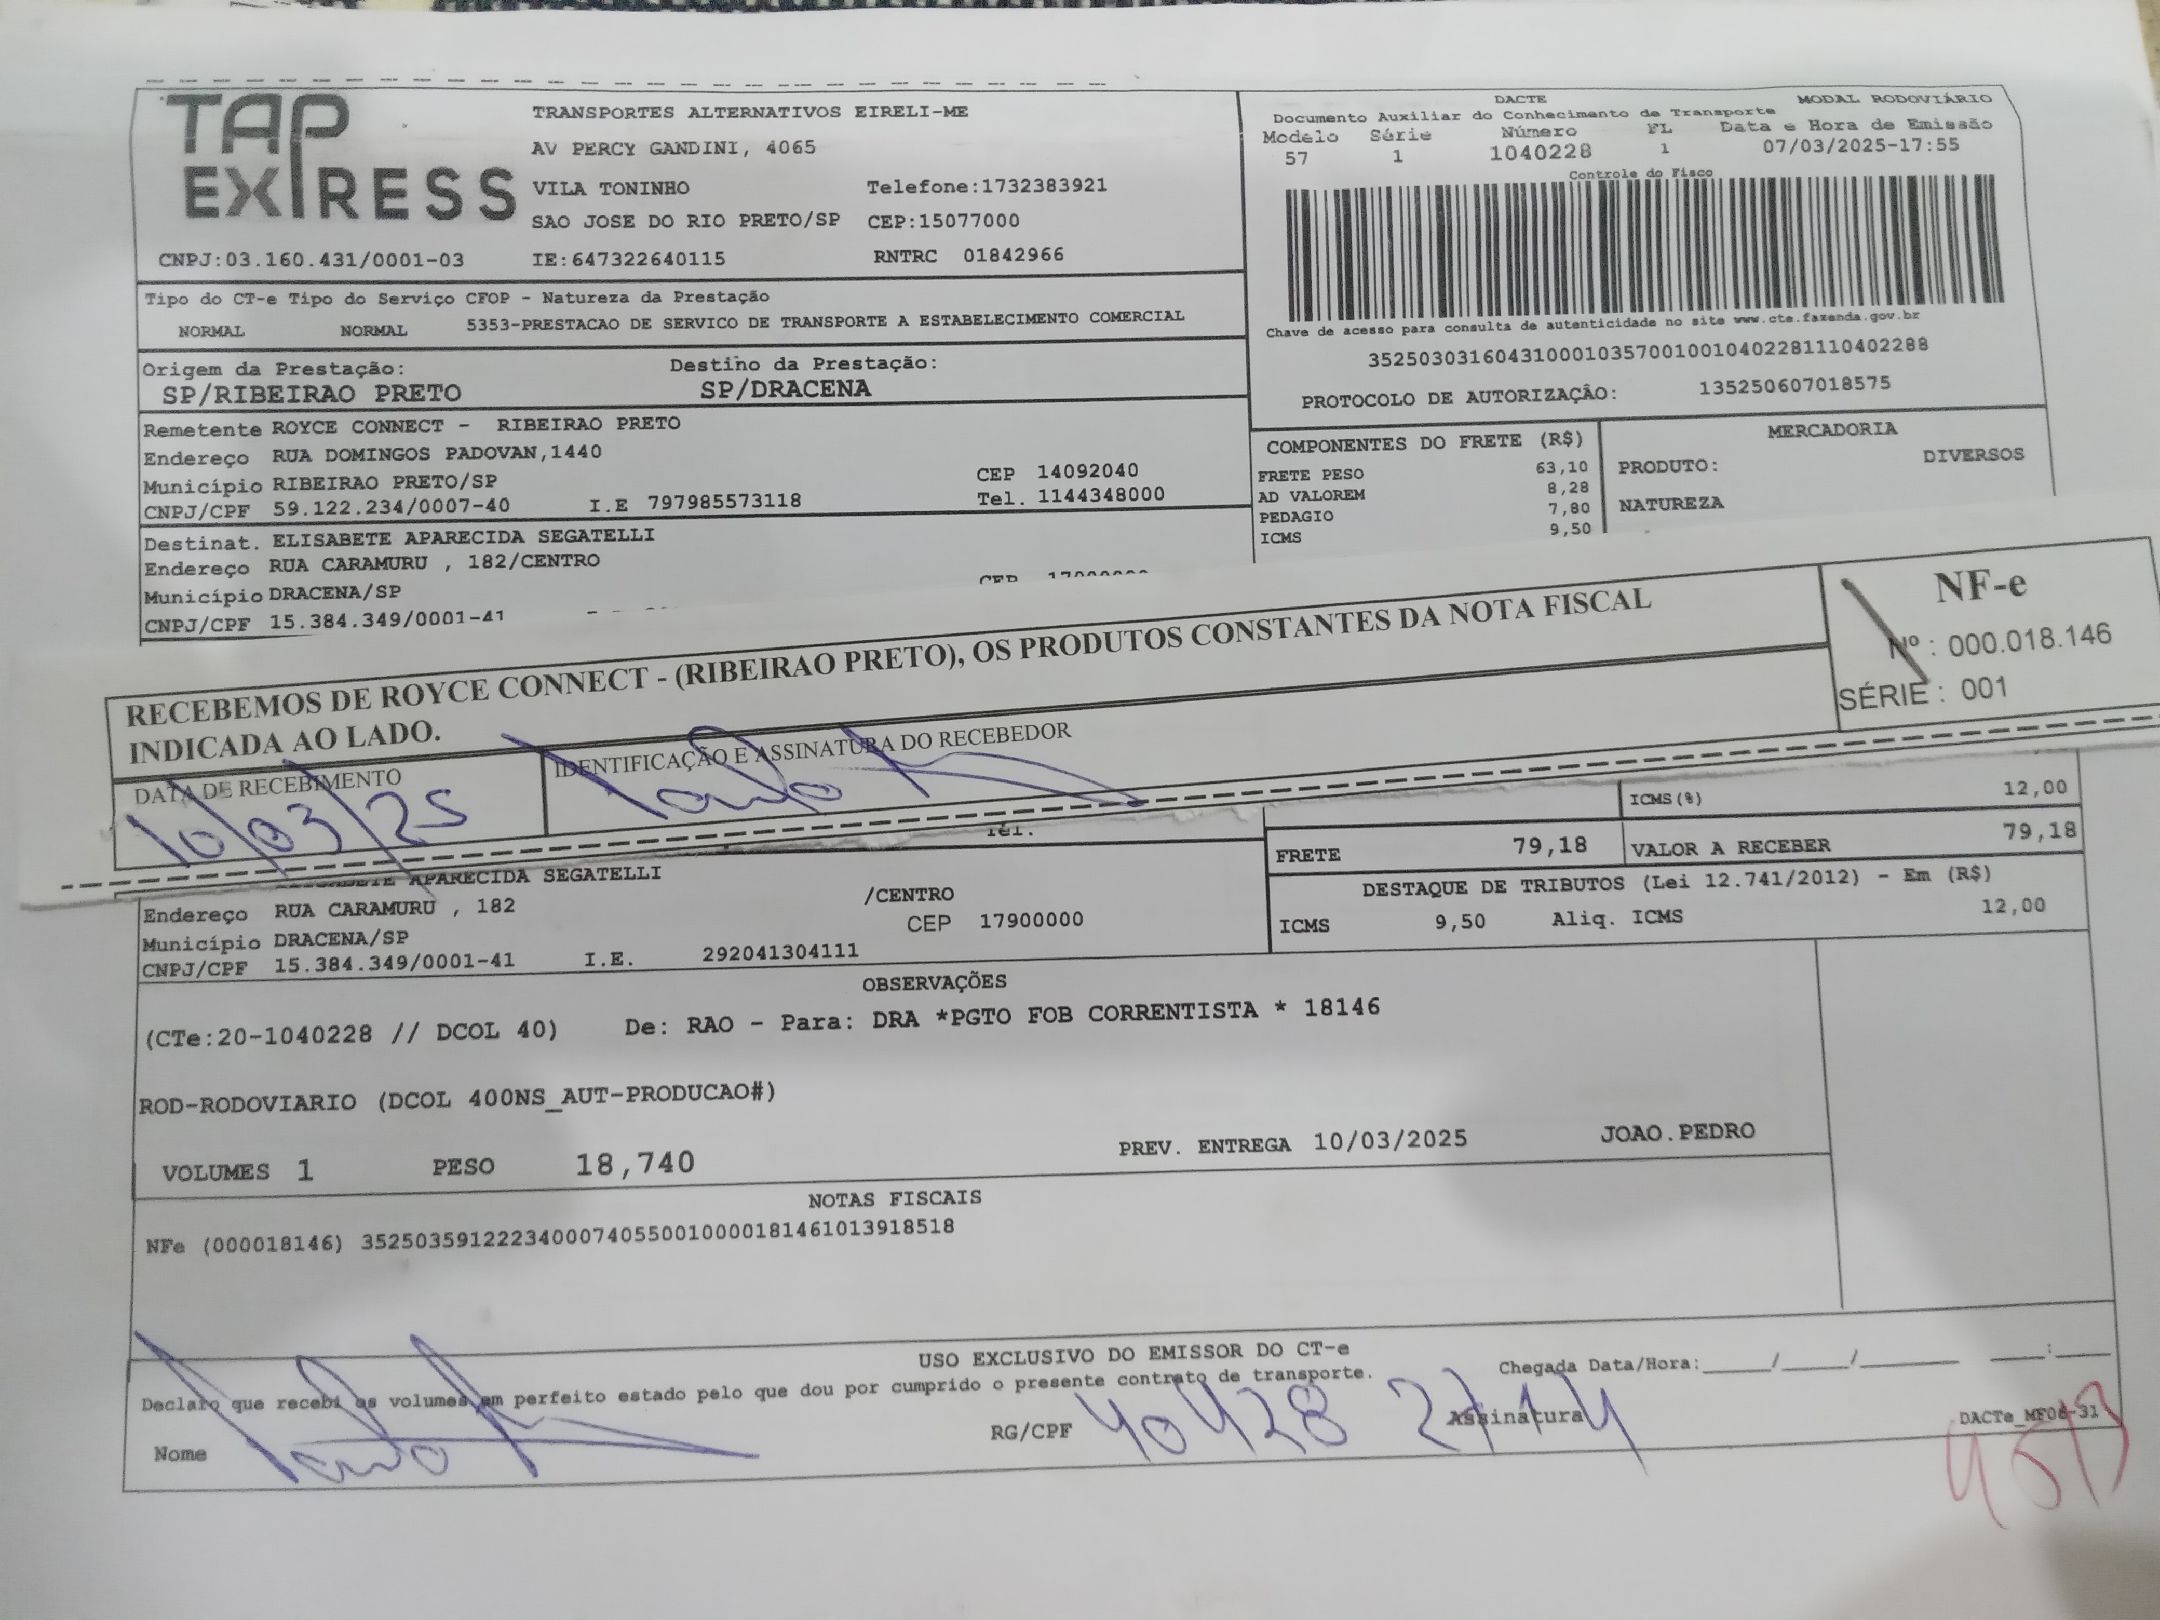 TAP EXPRESS
TRANSPORTES ALTERNATIVOS EIRELI-ME
AV PERCY GANDINI, 4065
VILA TONINHO Telefone:1732383921
SAO JOSE DO RIO PRETO/SP CEP:15077000
CNPJ:03.160.431/0001-03 IE:647322640115 RNTRC 01842966
DACTE MODAL RODOVIÁRIO
Documento Auxiliar do Conhecimento de Transporte
Modelo Série Número FL Data e Hora de Emissão
57 1 1040228 1 07/03/2025-17:55
Controle do Fisco
Chave de acesso para consulta de autenticidade no site www.cte.fazenda.gov.br
35250303160431000103570010010402281110402288
PROTOCOLO DE AUTORIZAÇÃO: 135250607018575
Tipo do CT-e Tipo do Serviço CFOP - Natureza da Prestação
NORMAL NORMAL 5353-PRESTACAO DE SERVICO DE TRANSPORTE A ESTABELECIMENTO COMERCIAL
Origem da Prestação: Destino da Prestação:
SP/RIBEIRAO PRETO SP/DRACENA
Remetente ROYCE CONNECT - RIBEIRAO PRETO
Endereço RUA DOMINGOS PADOVAN,1440
Município RIBEIRAO PRETO/SP CEP 14092040
CNPJ/CPF 59.122.234/0007-40 I.E 797985573118 Tel. 1144348000
Destinat. ELISABETE APARECIDA SEGATELLI
Endereço RUA CARAMURU , 182/CENTRO
Município DRACENA/SP
CNPJ/CPF 15.384.349/0001-41
COMPONENTES DO FRETE (R$)
FRETE PESO 63,10
AD VALOREM 8,28
PEDAGIO 7,80
ICMS 9,50
MERCADORIA
PRODUTO: DIVERSOS
NATUREZA
RECEBEMOS DE ROYCE CONNECT - (RIBEIRAO PRETO), OS PRODUTOS CONSTANTES DA NOTA FISCAL
INDICADA AO LADO.
NF-e
Nº : 000.018.146
SÉRIE : 001
DATA DE RECEBIMENTO IDENTIFICAÇÃO E ASSINATURA DO RECEBEDOR
10/03/25
ICMS(%) 12,00
FRETE 79,18 VALOR A RECEBER 79,18
DESTAQUE DE TRIBUTOS (Lei 12.741/2012) - Em (R$)
ICMS 9,50 Aliq. ICMS 12,00
APARECIDA SEGATELLI
Endereço RUA CARAMURU , 182 /CENTRO
Município DRACENA/SP CEP 17900000
CNPJ/CPF 15.384.349/0001-41 I.E. 292041304111
OBSERVAÇÕES
(CTe:20-1040228 // DCOL 40) De: RAO - Para: DRA *PGTO FOB CORRENTISTA * 18146
ROD-RODOVIARIO (DCOL 400NS_AUT-PRODUCAO#)
VOLUMES 1 PESO 18,740 PREV. ENTREGA 10/03/2025 JOAO.PEDRO
NOTAS FISCAIS
NFe (000018146) 35250359122234000740550010000181461013918518
USO EXCLUSIVO DO EMISSOR DO CT-e
Declaro que recebi os volumes em perfeito estado pelo que dou por cumprido o presente contrato de transporte. Chegada Data/Hora:_____/_____/_______ ____:____
Nome RG/CPF Assinatura DACTe_MF06-31